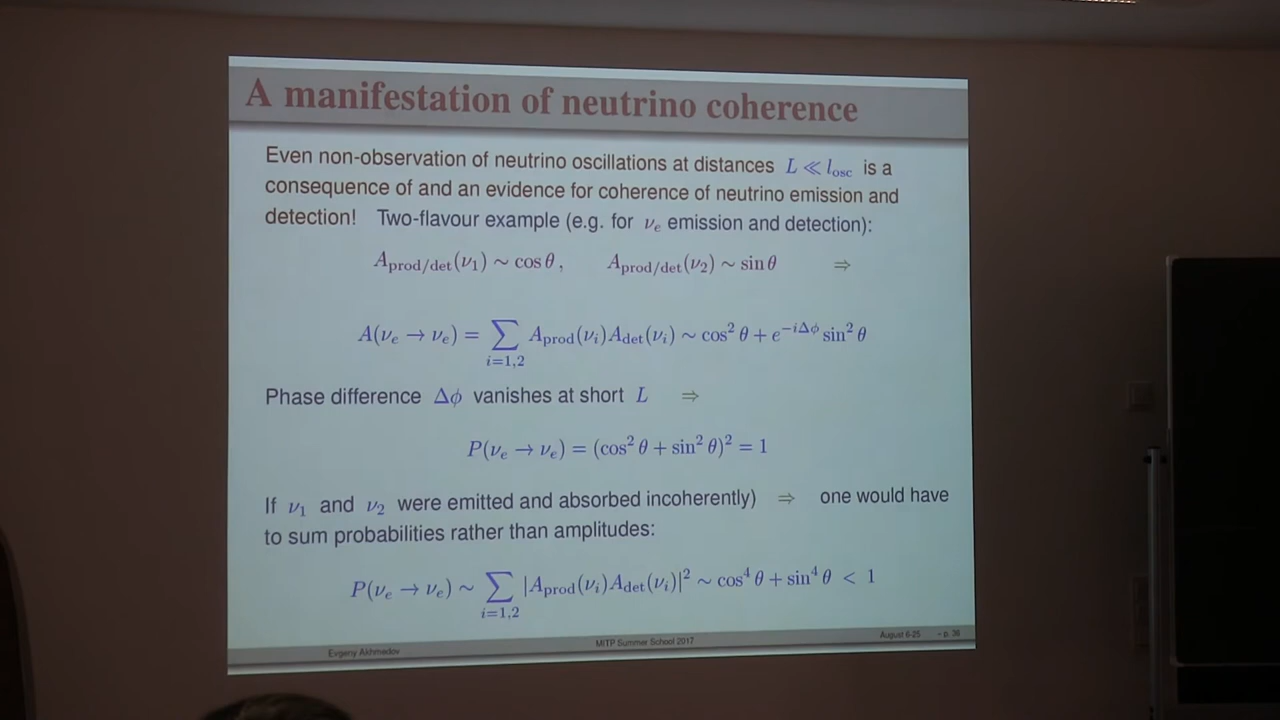 A manifestation of neutrino coherence
Even non-observation of neutrino oscillations at distances L ≪ l_osc is a
consequence of and an evidence for coherence of neutrino emission and
detection! Two-flavour example (e.g. for ν_e emission and detection):
A_prod/det(ν_1) ∼ cos θ, A_prod/det(ν_2) ∼ sin θ ⇒
A(ν_e → ν_e) = ∑_{i=1,2} A_prod(ν_i) A_det(ν_i) ∼ cos² θ + e^{−iΔϕ} sin² θ
Phase difference Δϕ vanishes at short L ⇒
P(ν_e → ν_e) = (cos² θ + sin² θ)² = 1
If ν_1 and ν_2 were emitted and absorbed incoherently) ⇒ one would have
to sum probabilities rather than amplitudes:
P(ν_e → ν_e) ∼ ∑_{i=1,2} |A_prod(ν_i) A_det(ν_i)|² ∼ cos⁴ θ + sin⁴ θ < 1
Evgeny Akhmedov MITP Summer School 2017 August 6-25 - p. 36